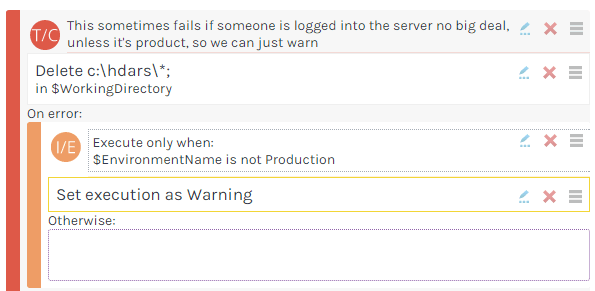 T/C
This sometimes fails if someone is logged into the server no big deal,
unless it's product, so we can just warn
Delete c:\hdars\*;
in $WorkingDirectory
On error:
I/E
Execute only when:
$EnvironmentName is not Production
Set execution as Warning
Otherwise: